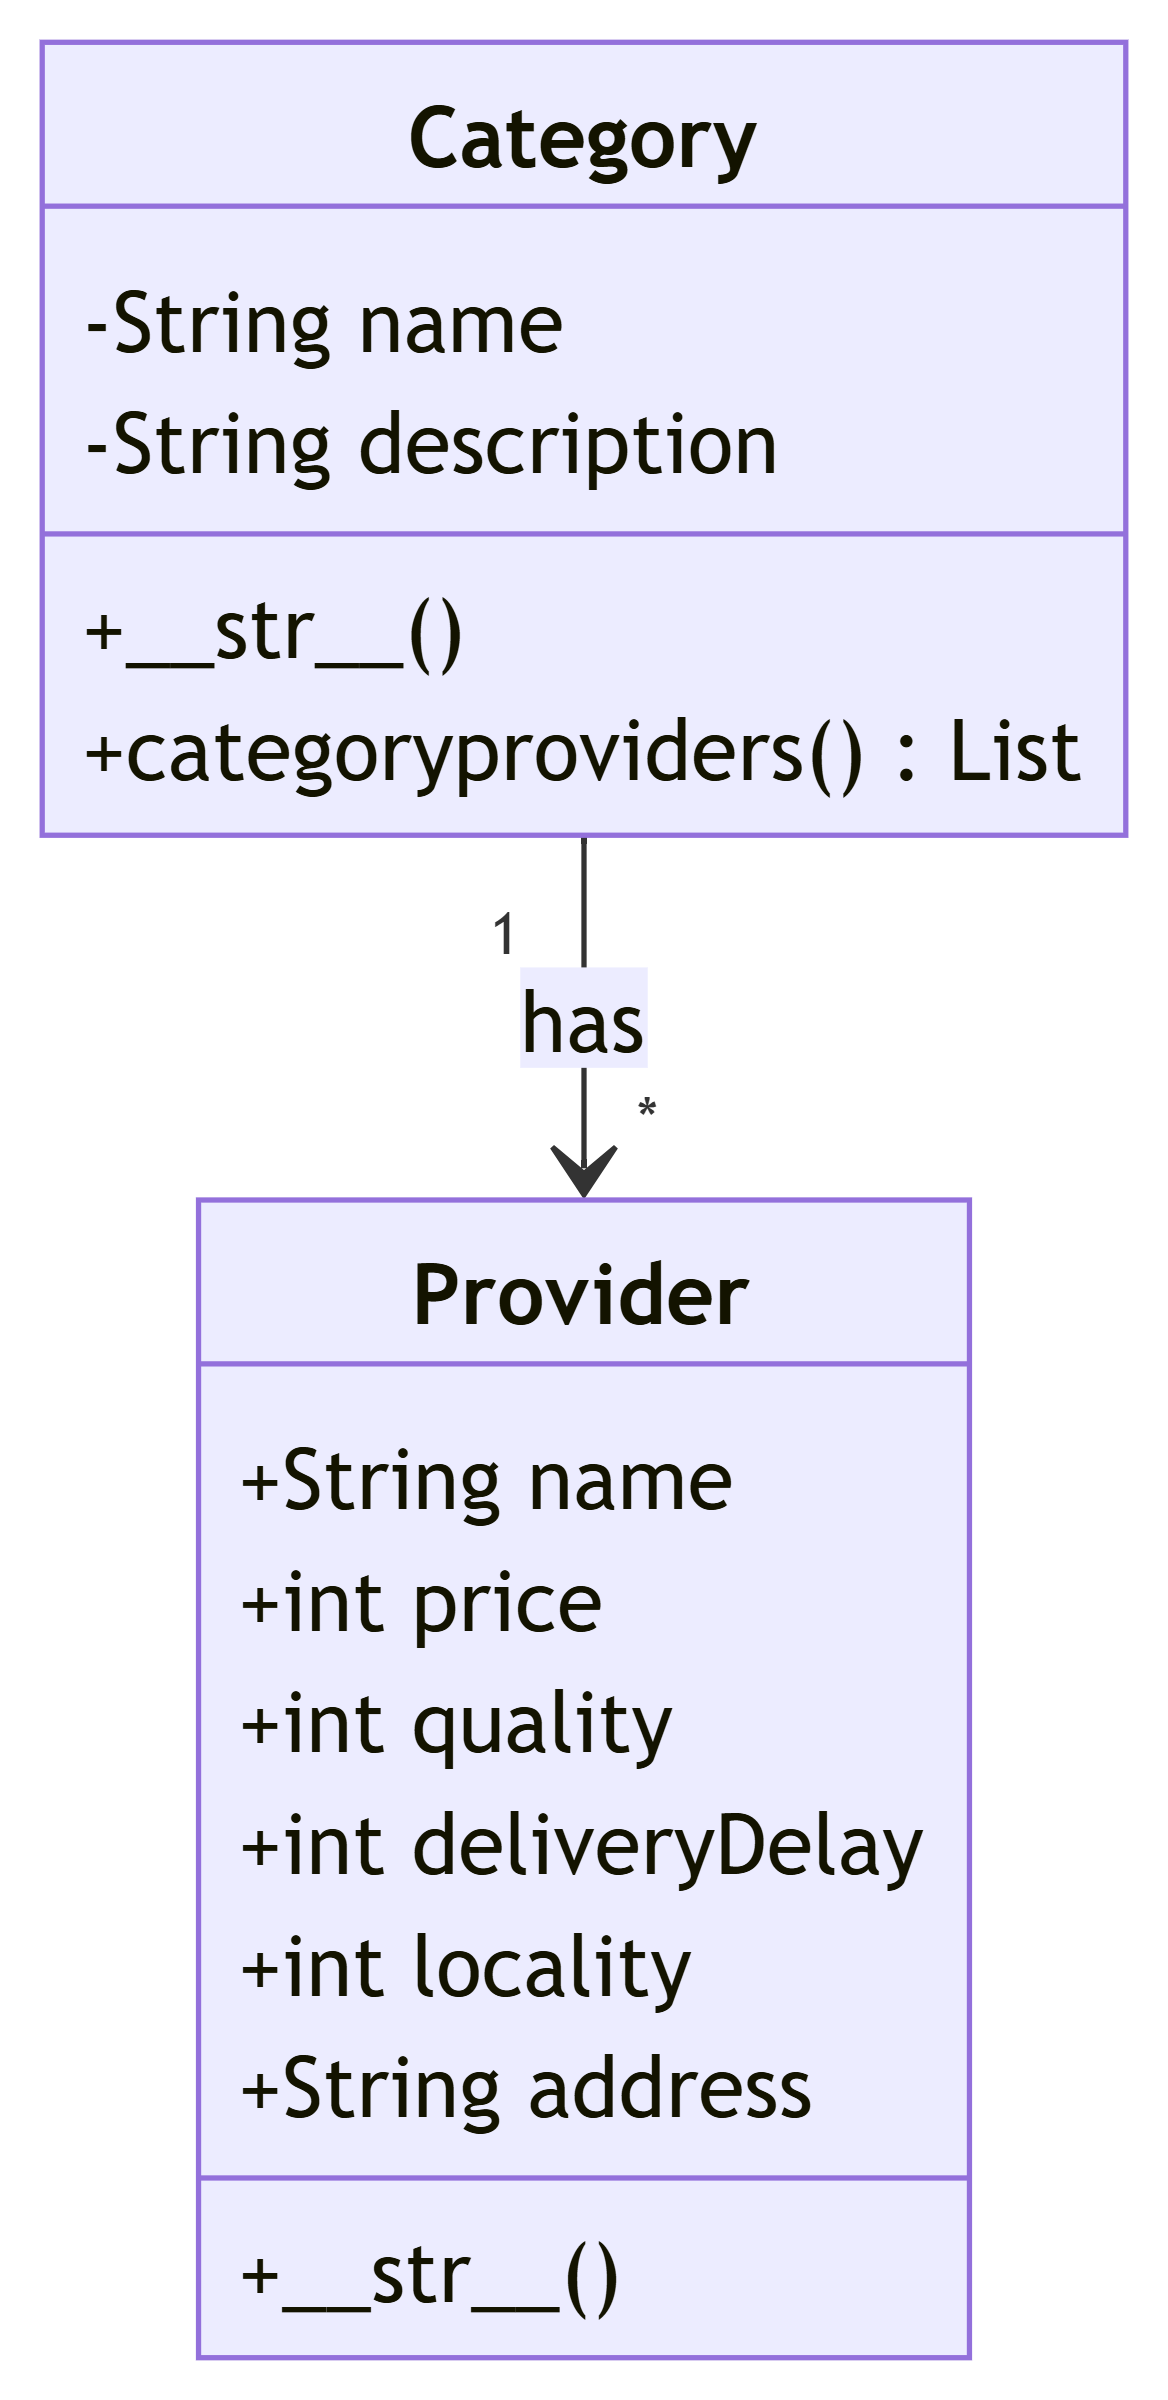 Category
-String name
-String description
+__str__()
+categoryproviders() : List
1
has
*
Provider
+String name
+int price
+int quality
+int deliveryDelay
+int locality
+String address
+__str__()